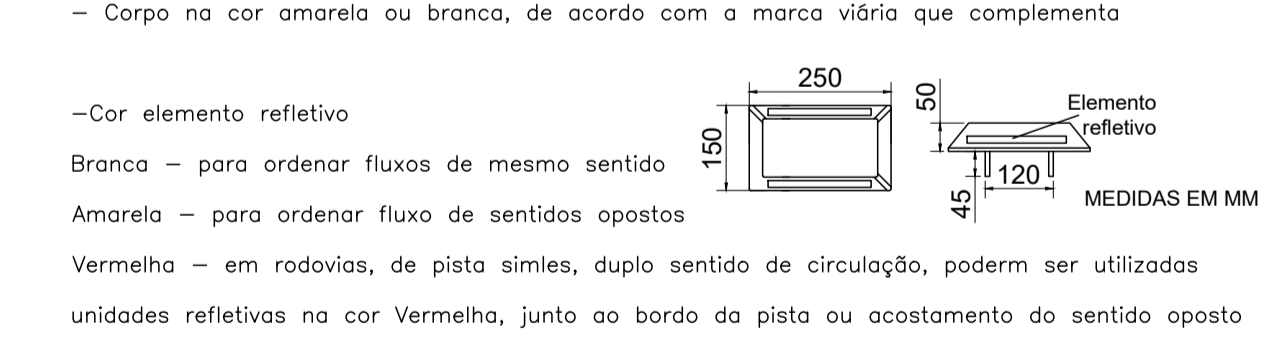 - Corpo na cor amarela ou branca, de acordo com a marca viária que complementa
-Cor elemento refletivo
Branca - para ordenar fluxos de mesmo sentido
Amarela - para ordenar fluxo de sentidos opostos
Vermelha - em rodovias, de pista simles, duplo sentido de circulação, poderm ser utilizadas
unidades refletivas na cor Vermelha, junto ao bordo da pista ou acostamento do sentido oposto
250
150
50
Elemento
refletivo
120
45
MEDIDAS EM MM